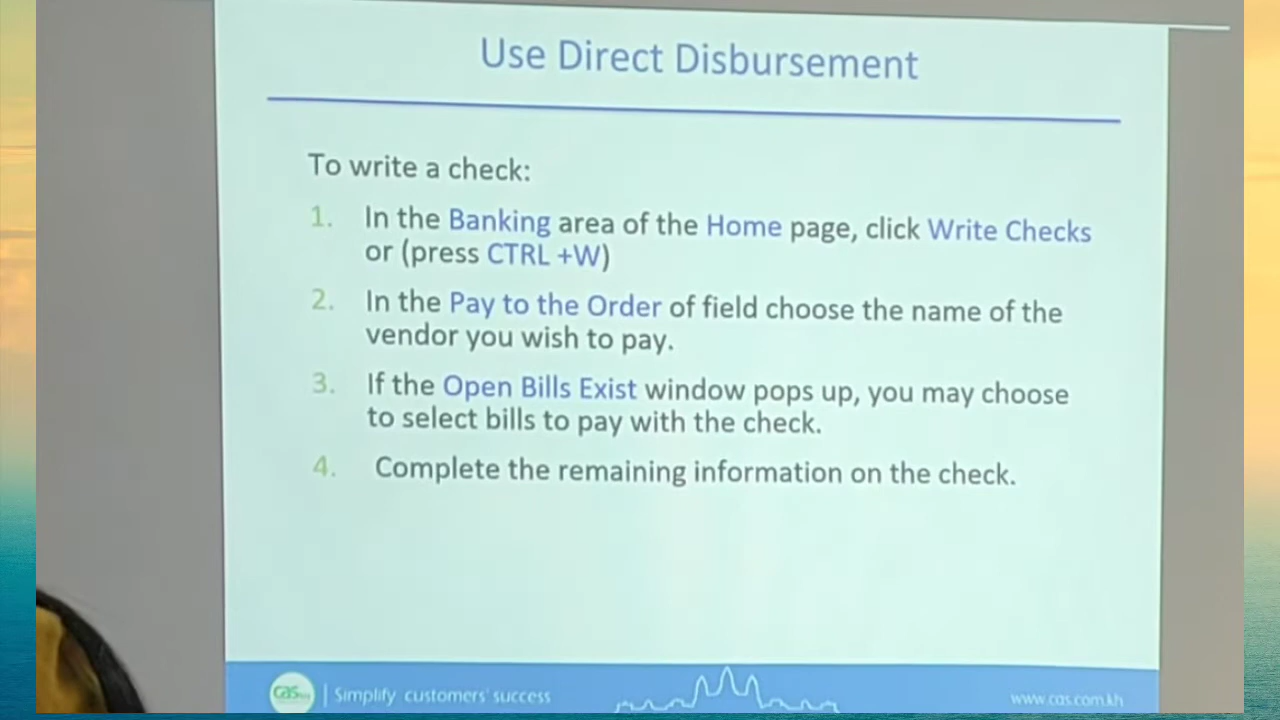 Use Direct Disbursement
To write a check:
1. In the Banking area of the Home page, click Write Checks
or (press CTRL +W)
2. In the Pay to the Order of field choose the name of the
vendor you wish to pay.
3. If the Open Bills Exist window pops up, you may choose
to select bills to pay with the check.
4. Complete the remaining information on the check.
cas
Simplify customers' success
www.cas.com.kh